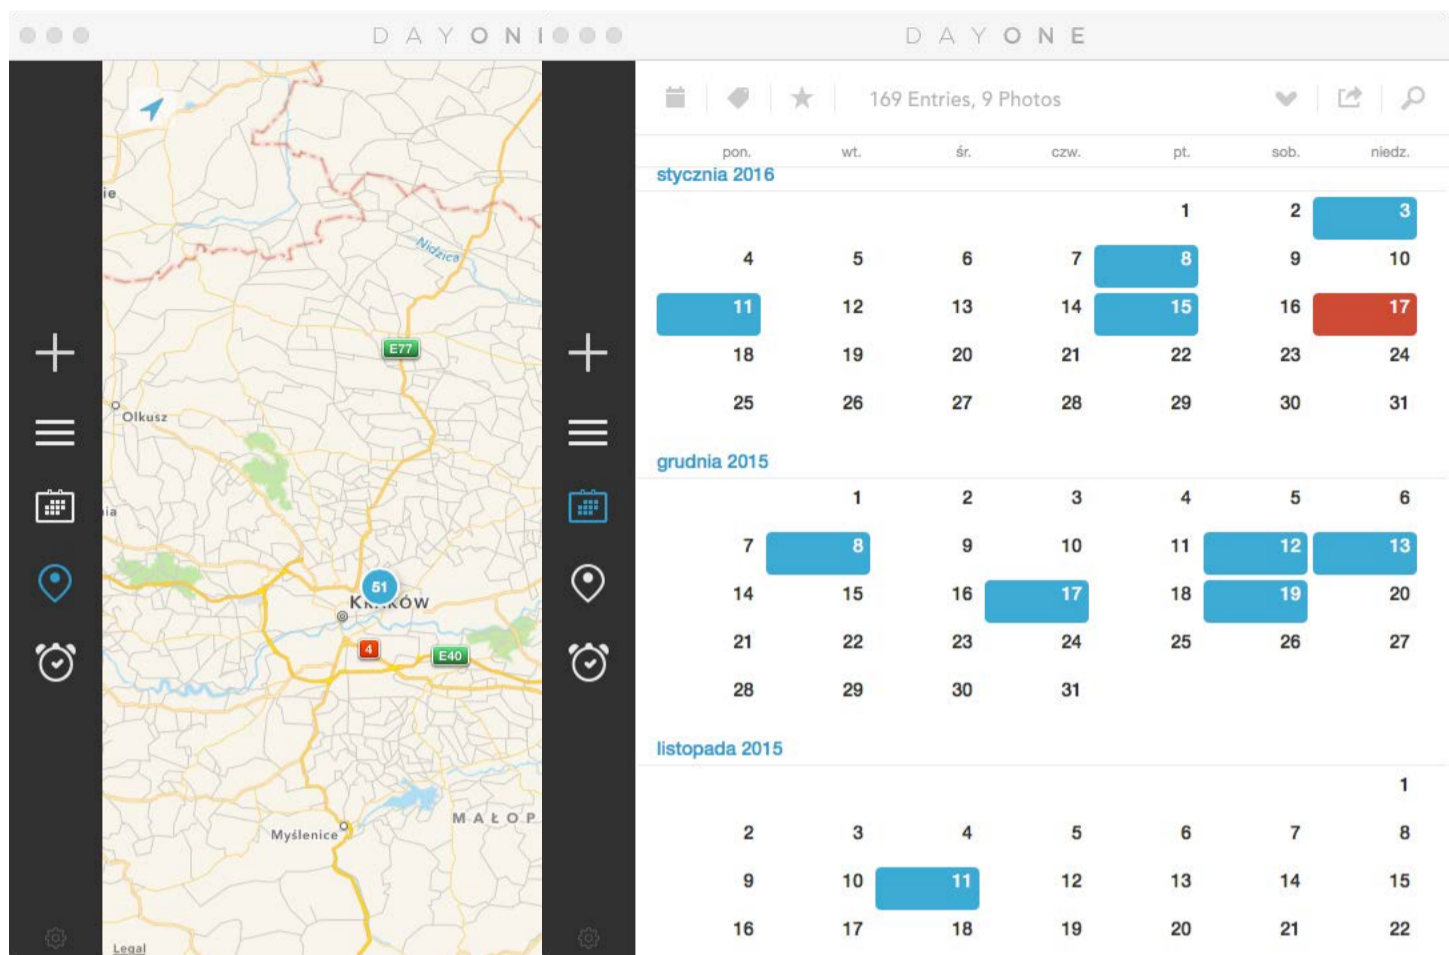 DAYONE
DAYONE
169 Entries, 9 Photos
pon. wt. śr. czw. pt. sob. niedz.
stycznia 2016
1 2 3
4 5 6 7 8 9 10
11 12 13 14 15 16 17
18 19 20 21 22 23 24
25 26 27 28 29 30 31
grudnia 2015
1 2 3 4 5 6
7 8 9 10 11 12 13
14 15 16 17 18 19 20
21 22 23 24 25 26 27
28 29 30 31
listopada 2015
1
2 3 4 5 6 7 8
9 10 11 12 13 14 15
16 17 18 19 20 21 22
ie
Nidzica
E77
Olkusz
ia
51
KRAKÓW
4
E40
MAŁOP
Myślenice
Legal